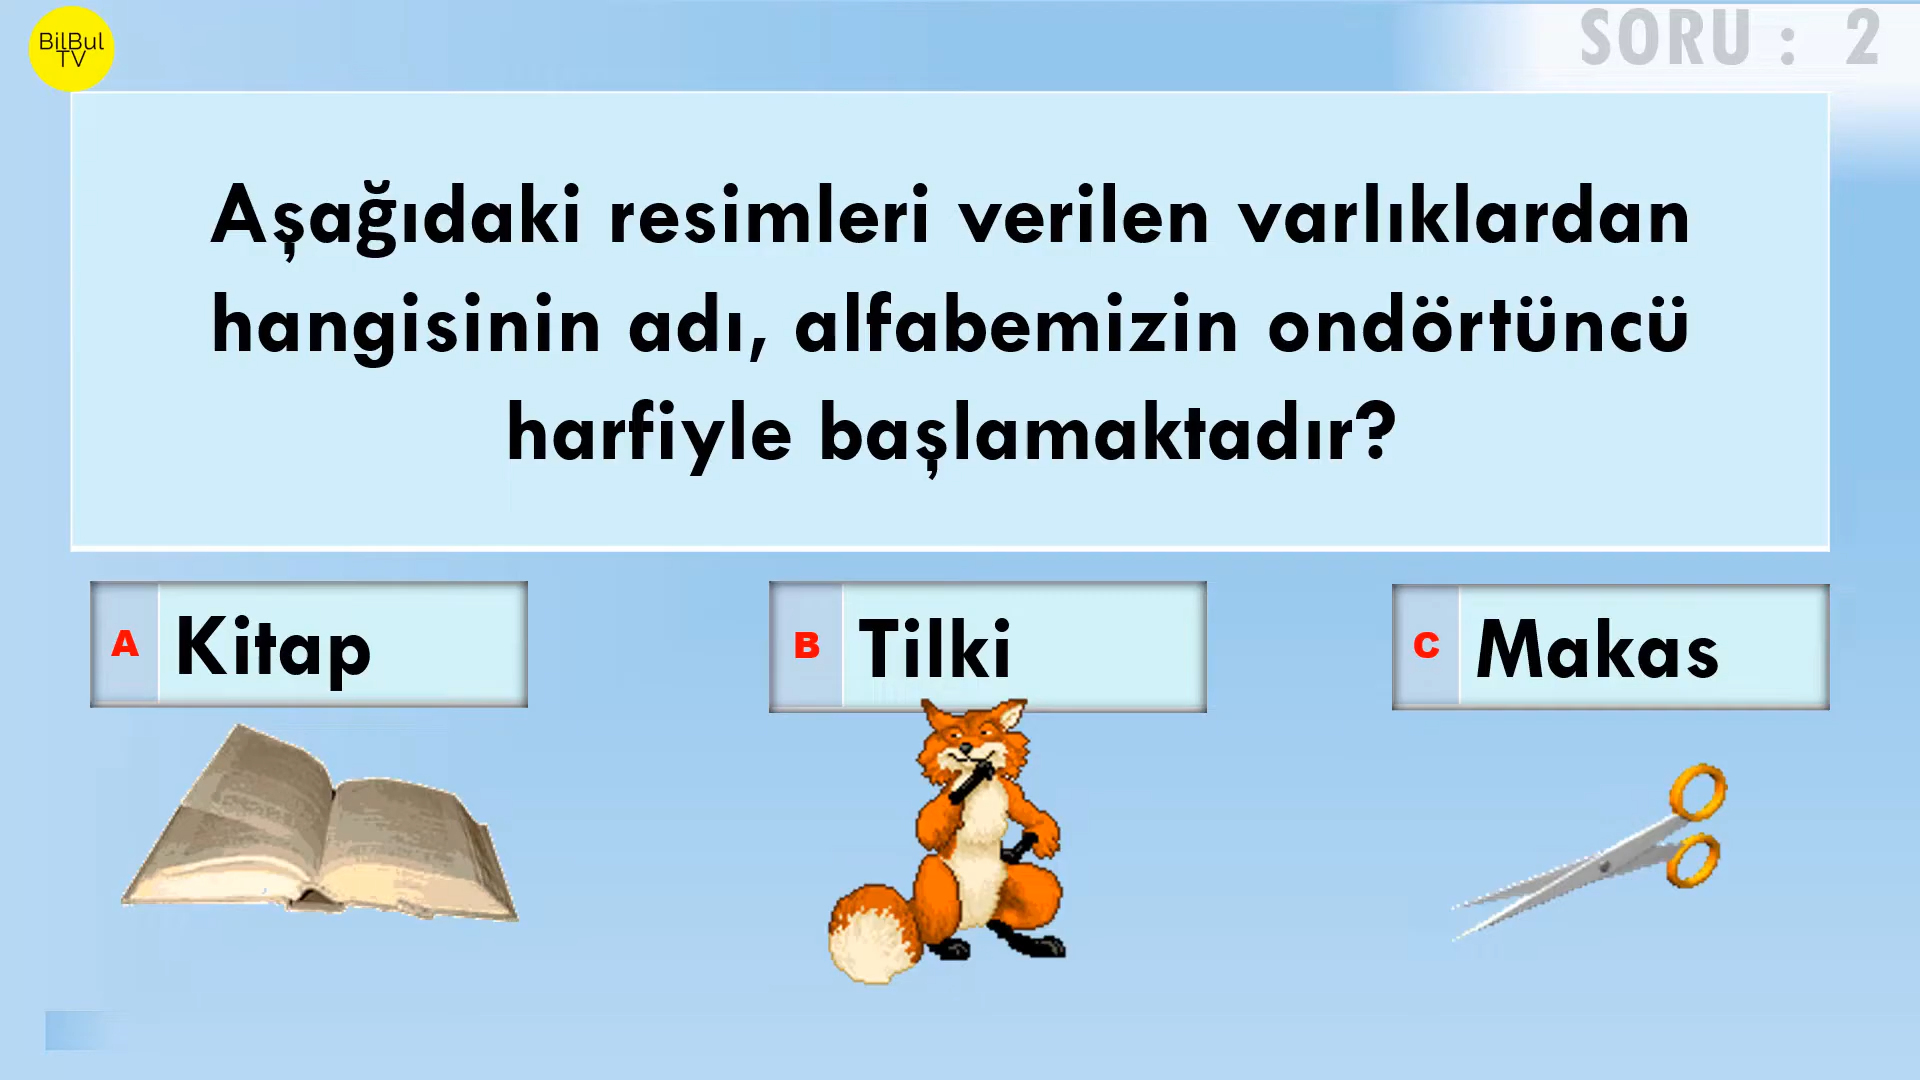 BilBul
TV
SORU : 2
Aşağıdaki resimleri verilen varlıklardan
hangisinin adı, alfabemizin ondörtüncü
harfiyle başlamaktadır?
A Kitap
B Tilki
C Makas